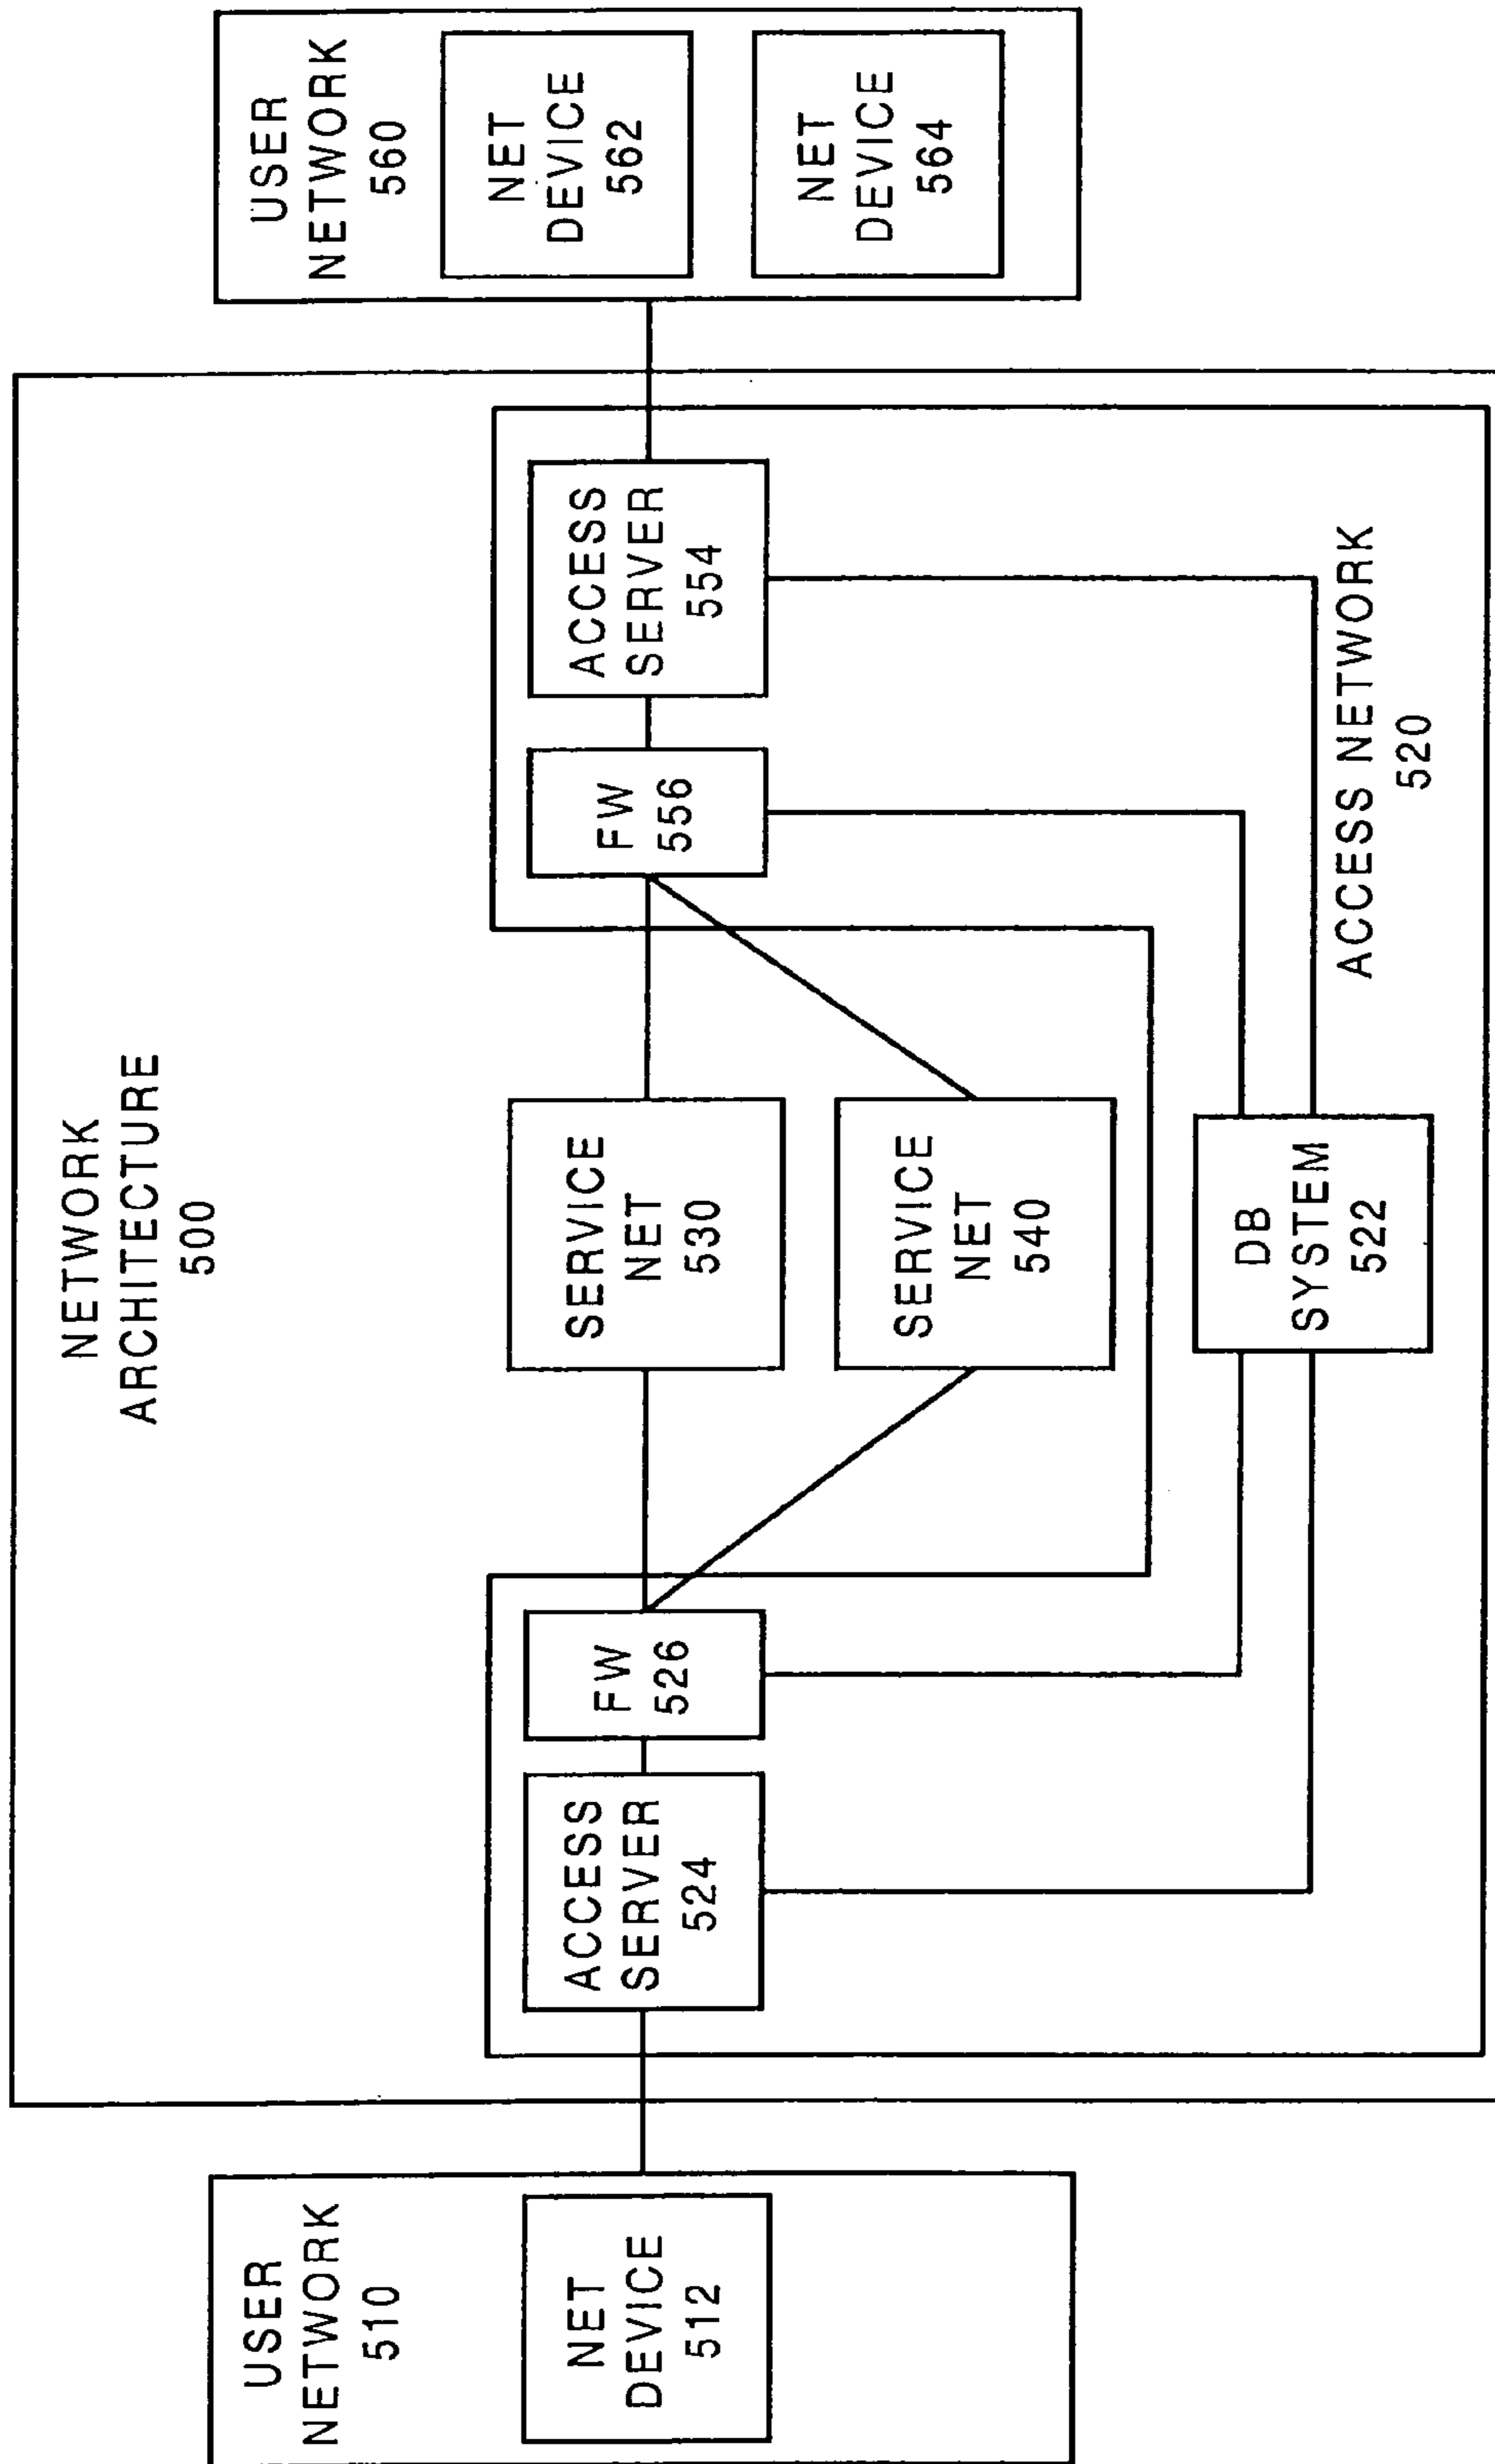 NETWORK
ARCHITECTURE
500
USER
NETWORK
510
NET
DEVICE
512
ACCESS
SERVER
524
FW
526
SERVICE
NET
530
SERVICE
NET
540
DB
SYSTEM
522
FW
556
ACCESS
SERVER
554
ACCESS NETWORK
520
USER
NETWORK
560
NET
DEVICE
562
NET
DEVICE
564